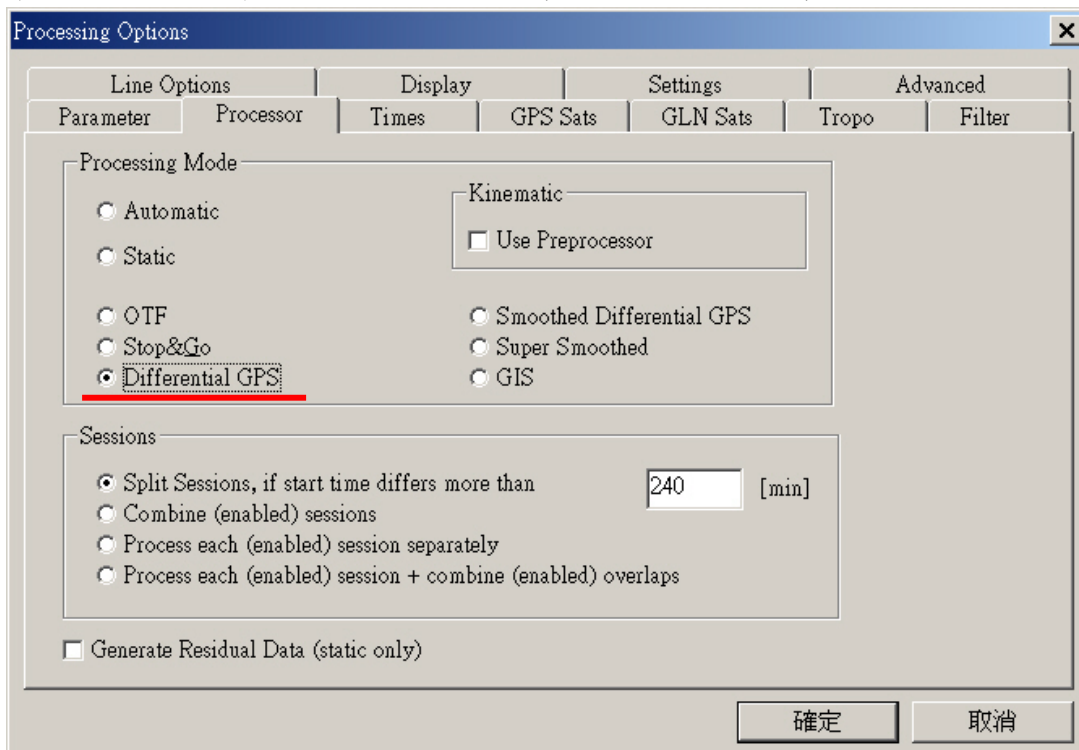 Processing Options
Line Options Display Settings Advanced
Parameter Processor Times GPS Sats GLN Sats Tropo Filter
Processing Mode
Automatic
Static
OTF
Stop&Go
Differential GPS
Kinematic
Use Preprocessor
Smoothed Differential GPS
Super Smoothed
GIS
Sessions
Split Sessions, if start time differs more than 240 [min]
Combine (enabled) sessions
Process each (enabled) session separately
Process each (enabled) session + combine (enabled) overlaps
Generate Residual Data (static only)
確定 取消